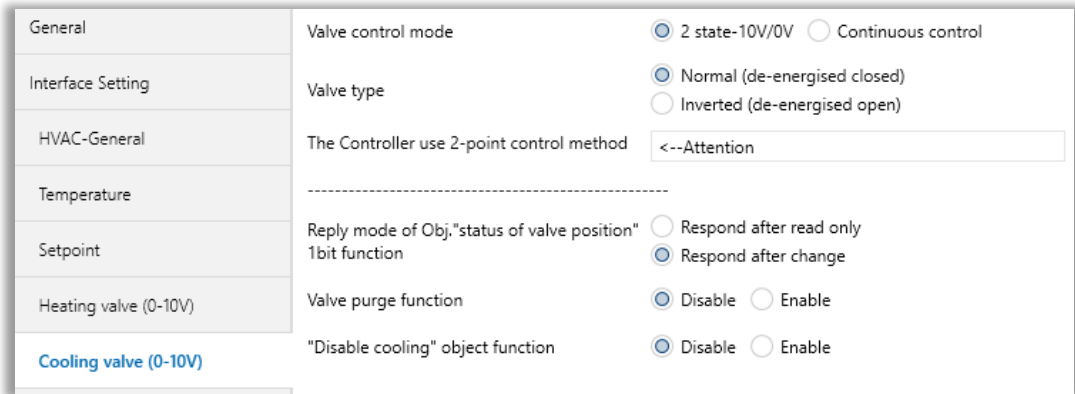 General
Interface Setting
HVAC-General
Temperature
Setpoint
Heating valve (0-10V)
Cooling valve (0-10V)
Valve control mode
2 state-10V/0V Continuous control
Valve type
Normal (de-energised closed)
Inverted (de-energised open)
The Controller use 2-point control method
<--Attention
----------------------------------------------------
Reply mode of Obj."status of valve position"
1bit function
Respond after read only
Respond after change
Valve purge function
Disable Enable
"Disable cooling" object function
Disable Enable